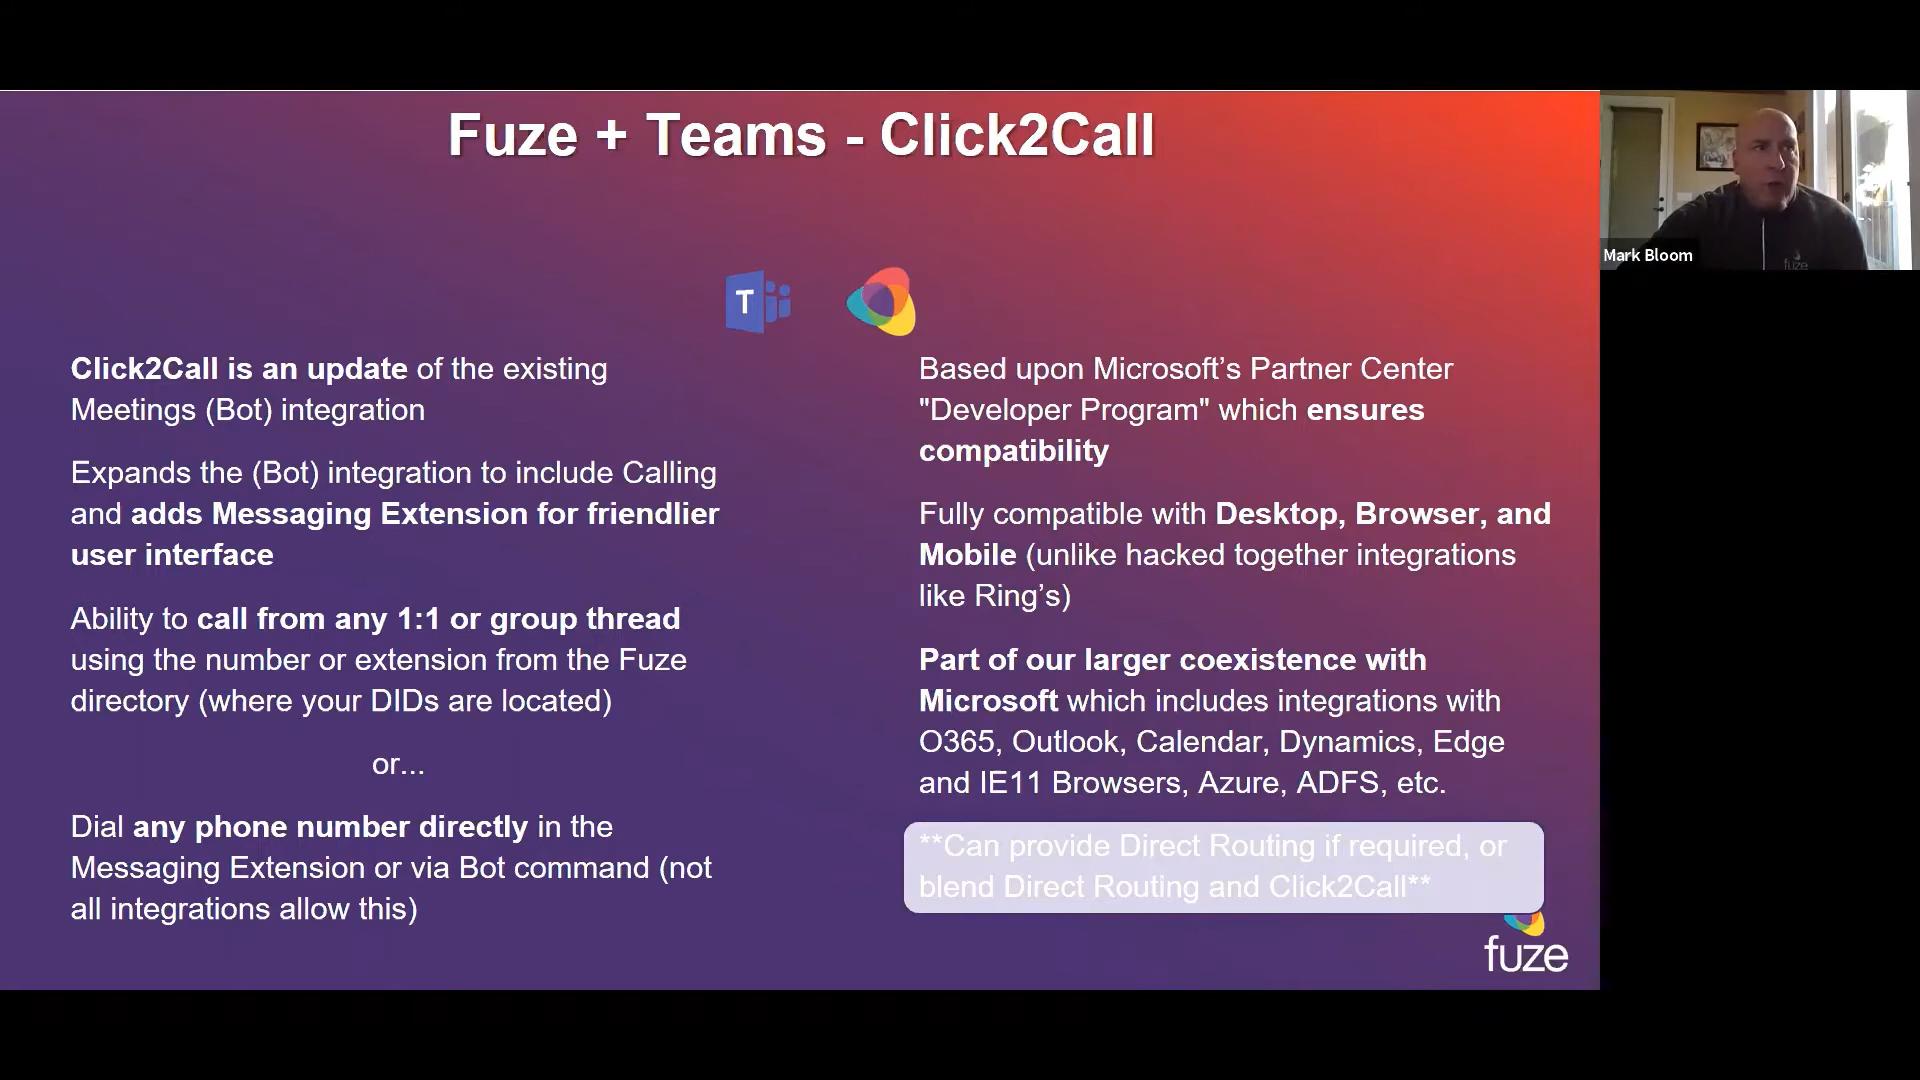 Fuze + Teams - Click2Call
T
Click2Call is an update of the existing
Meetings (Bot) integration
Expands the (Bot) integration to include Calling
and adds Messaging Extension for friendlier
user interface
Ability to call from any 1:1 or group thread
using the number or extension from the Fuze
directory (where your DIDs are located)
or...
Dial any phone number directly in the
Messaging Extension or via Bot command (not
all integrations allow this)
Based upon Microsoft’s Partner Center
"Developer Program" which ensures
compatibility
Fully compatible with Desktop, Browser, and
Mobile (unlike hacked together integrations
like Ring’s)
Part of our larger coexistence with
Microsoft which includes integrations with
O365, Outlook, Calendar, Dynamics, Edge
and IE11 Browsers, Azure, ADFS, etc.
**Can provide Direct Routing if required, or
blend Direct Routing and Click2Call**
fuze
Mark Bloom
fuze